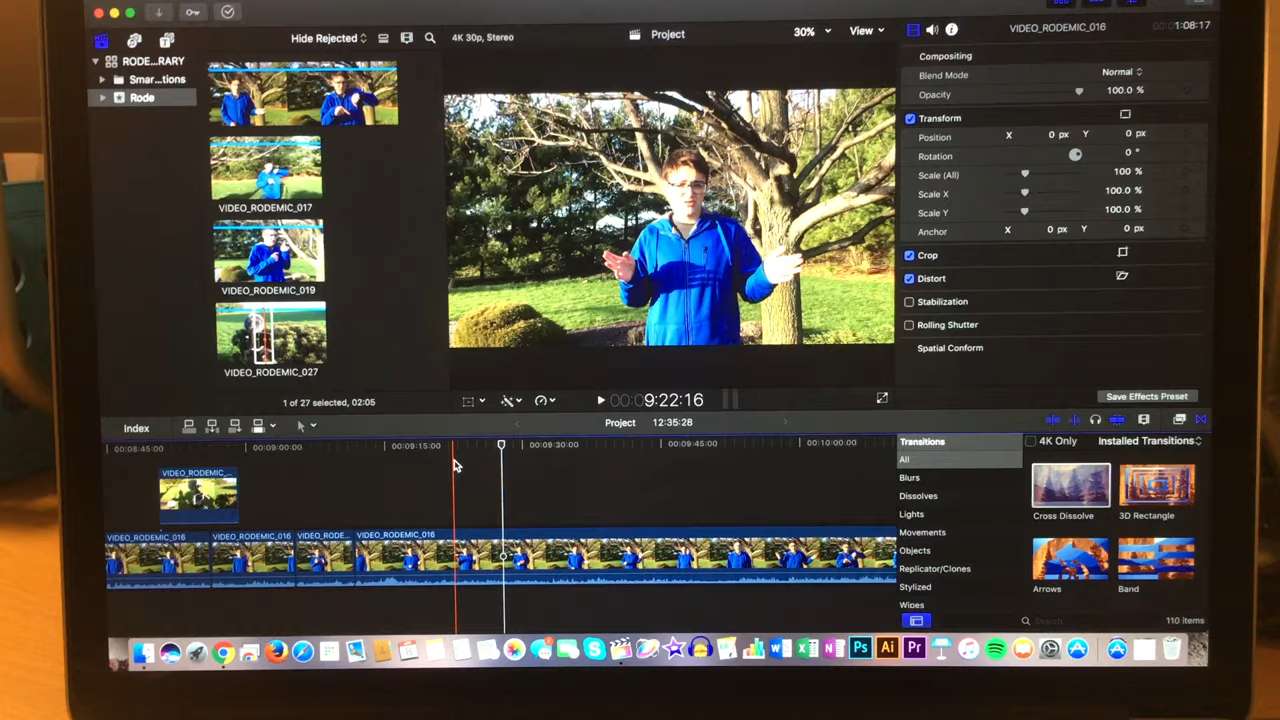 Hide Rejected
4K 30p, Stereo
Project
30%
View
VIDEO_RODEMIC_016
1:08:17
RODE...RARY
Smar...tions
Rode
VIDEO_RODEMIC_017
VIDEO_RODEMIC_019
VIDEO_RODEMIC_027
1 of 27 selected, 02:05
00:00:9:22:16
Compositing
Blend Mode
Normal
Opacity
100.0 %
Transform
Position
X 0 px Y 0 px
Rotation
0 °
Scale (All)
100 %
Scale X
100.0 %
Scale Y
100.0 %
Anchor
X 0 px Y 0 px
Crop
Distort
Stabilization
Rolling Shutter
Spatial Conform
Save Effects Preset
Index
Project
12:35:28
00:08:45:00
00:09:00:00
00:09:15:00
00:09:30:00
00:09:45:00
00:10:00:00
VIDEO_RODEMIC_...
VIDEO_RODEMIC_016
VIDEO_RODEMIC_016
VIDEO_RODE...
VIDEO_RODEMIC_016
Transitions
4K Only
Installed Transitions
All
Blurs
Dissolves
Lights
Movements
Objects
Replicator/Clones
Stylized
Wipes
Cross Dissolve
3D Rectangle
Arrows
Band
Search
110 items
Ps
Ai
Pr